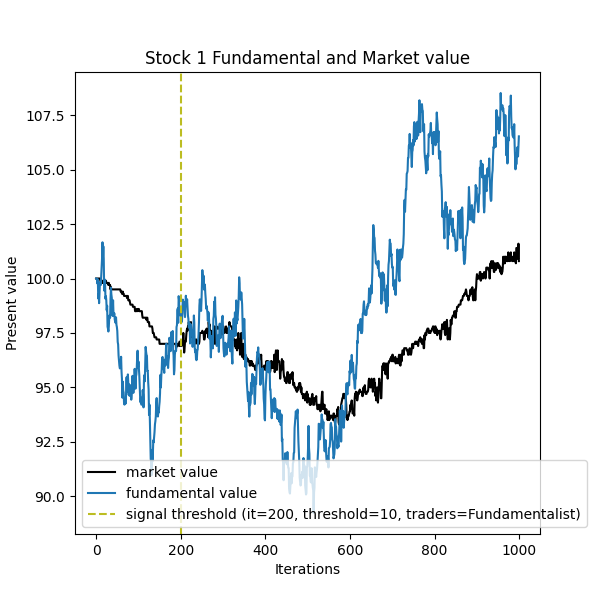 Stock 1 Fundamental and Market value
Present value
107.5
105.0
102.5
100.0
97.5
95.0
92.5
90.0
market value
fundamental value
signal threshold (it=200, threshold=10, traders=Fundamentalist)
0 200 400 600 800 1000
Iterations